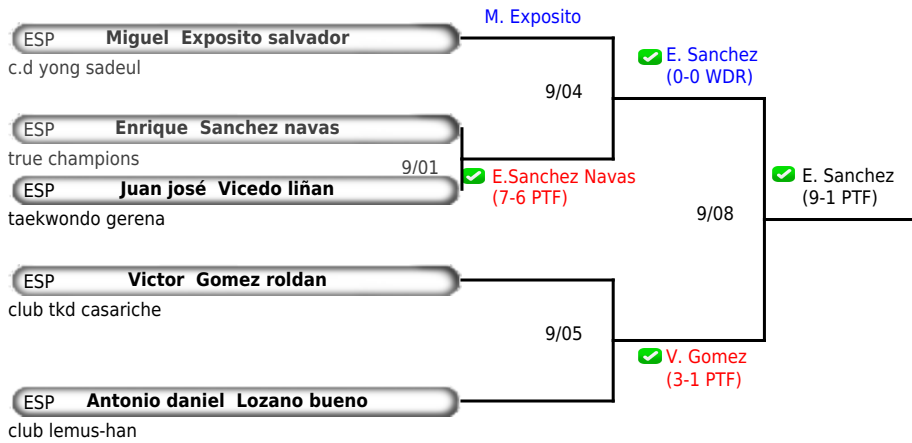 M. Exposito
ESP Miguel Exposito salvador
c.d yong sadeul
E. Sanchez
(0-0 WDR)
9/04
ESP Enrique Sanchez navas
true champions
9/01
E.Sanchez Navas
(7-6 PTF)
E. Sanchez
(9-1 PTF)
ESP Juan josé Vicedo liñan
taekwondo gerena
9/08
ESP Victor Gomez roldan
club tkd casariche
9/05
V. Gomez
(3-1 PTF)
ESP Antonio daniel Lozano bueno
club lemus-han